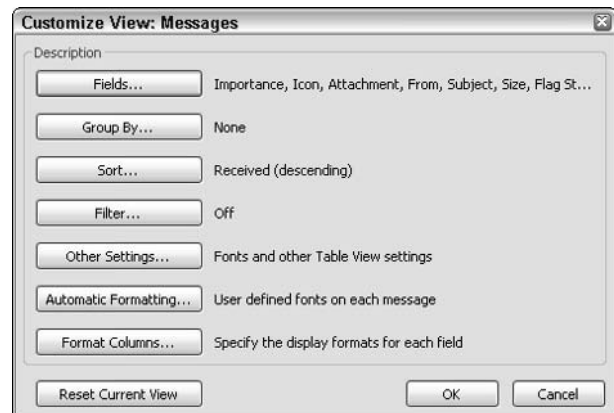 Customize View: Messages
Description
Fields... Importance, Icon, Attachment, From, Subject, Size, Flag St...
Group By... None
Sort... Received (descending)
Filter... Off
Other Settings... Fonts and other Table View settings
Automatic Formatting... User defined fonts on each message
Format Columns... Specify the display formats for each field
Reset Current View OK Cancel